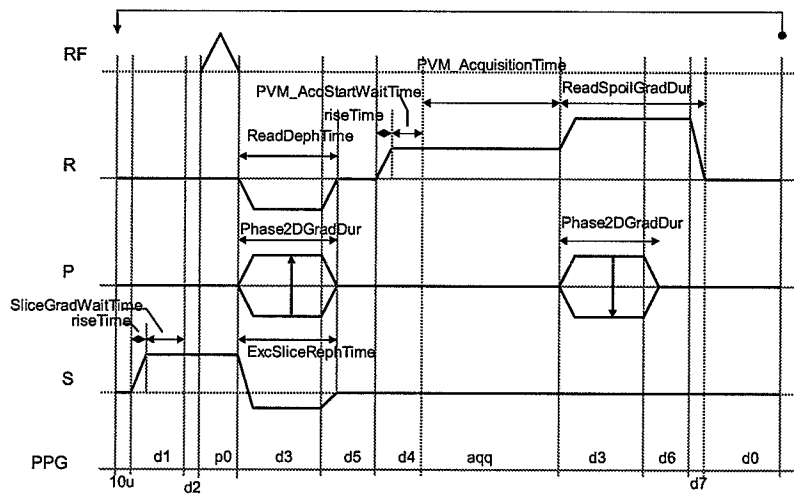 RF
PVM_AcquisitionTime
PVM_AcqStartWaitTime
ReadSpoilGradDur
riseTime
ReadDephTime
R
Phase2DGradDur
Phase2DGradDur
P
SliceGradWaitTime
riseTime
ExcSliceRephTime
S
PPG
d1 p0 d3 d5 d4 aqq d3 d6 d0
10u d2 d7